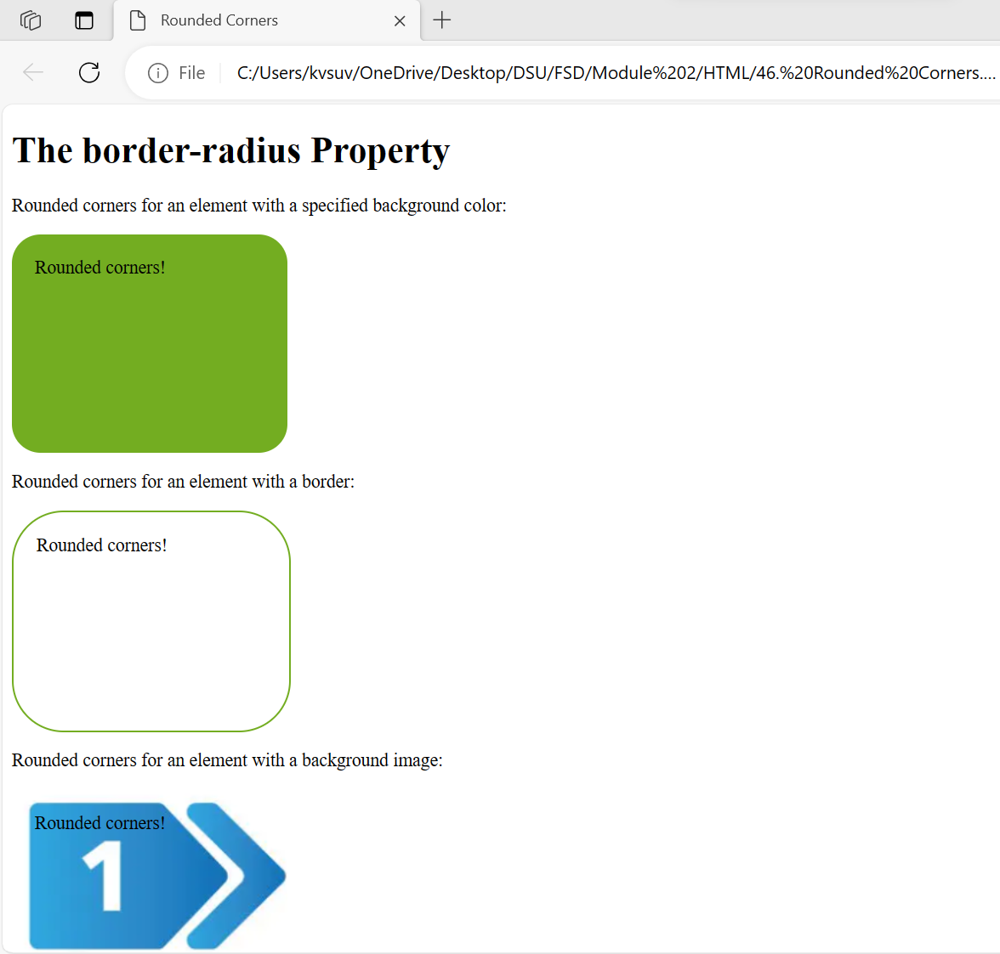 Rounded Corners
File
C:/Users/kvsuv/OneDrive/Desktop/DSU/FSD/Module%202/HTML/46.%20Rounded%20Corners....
The border-radius Property
Rounded corners for an element with a specified background color:
Rounded corners!
Rounded corners for an element with a border:
Rounded corners!
Rounded corners for an element with a background image:
Rounded corners!
1